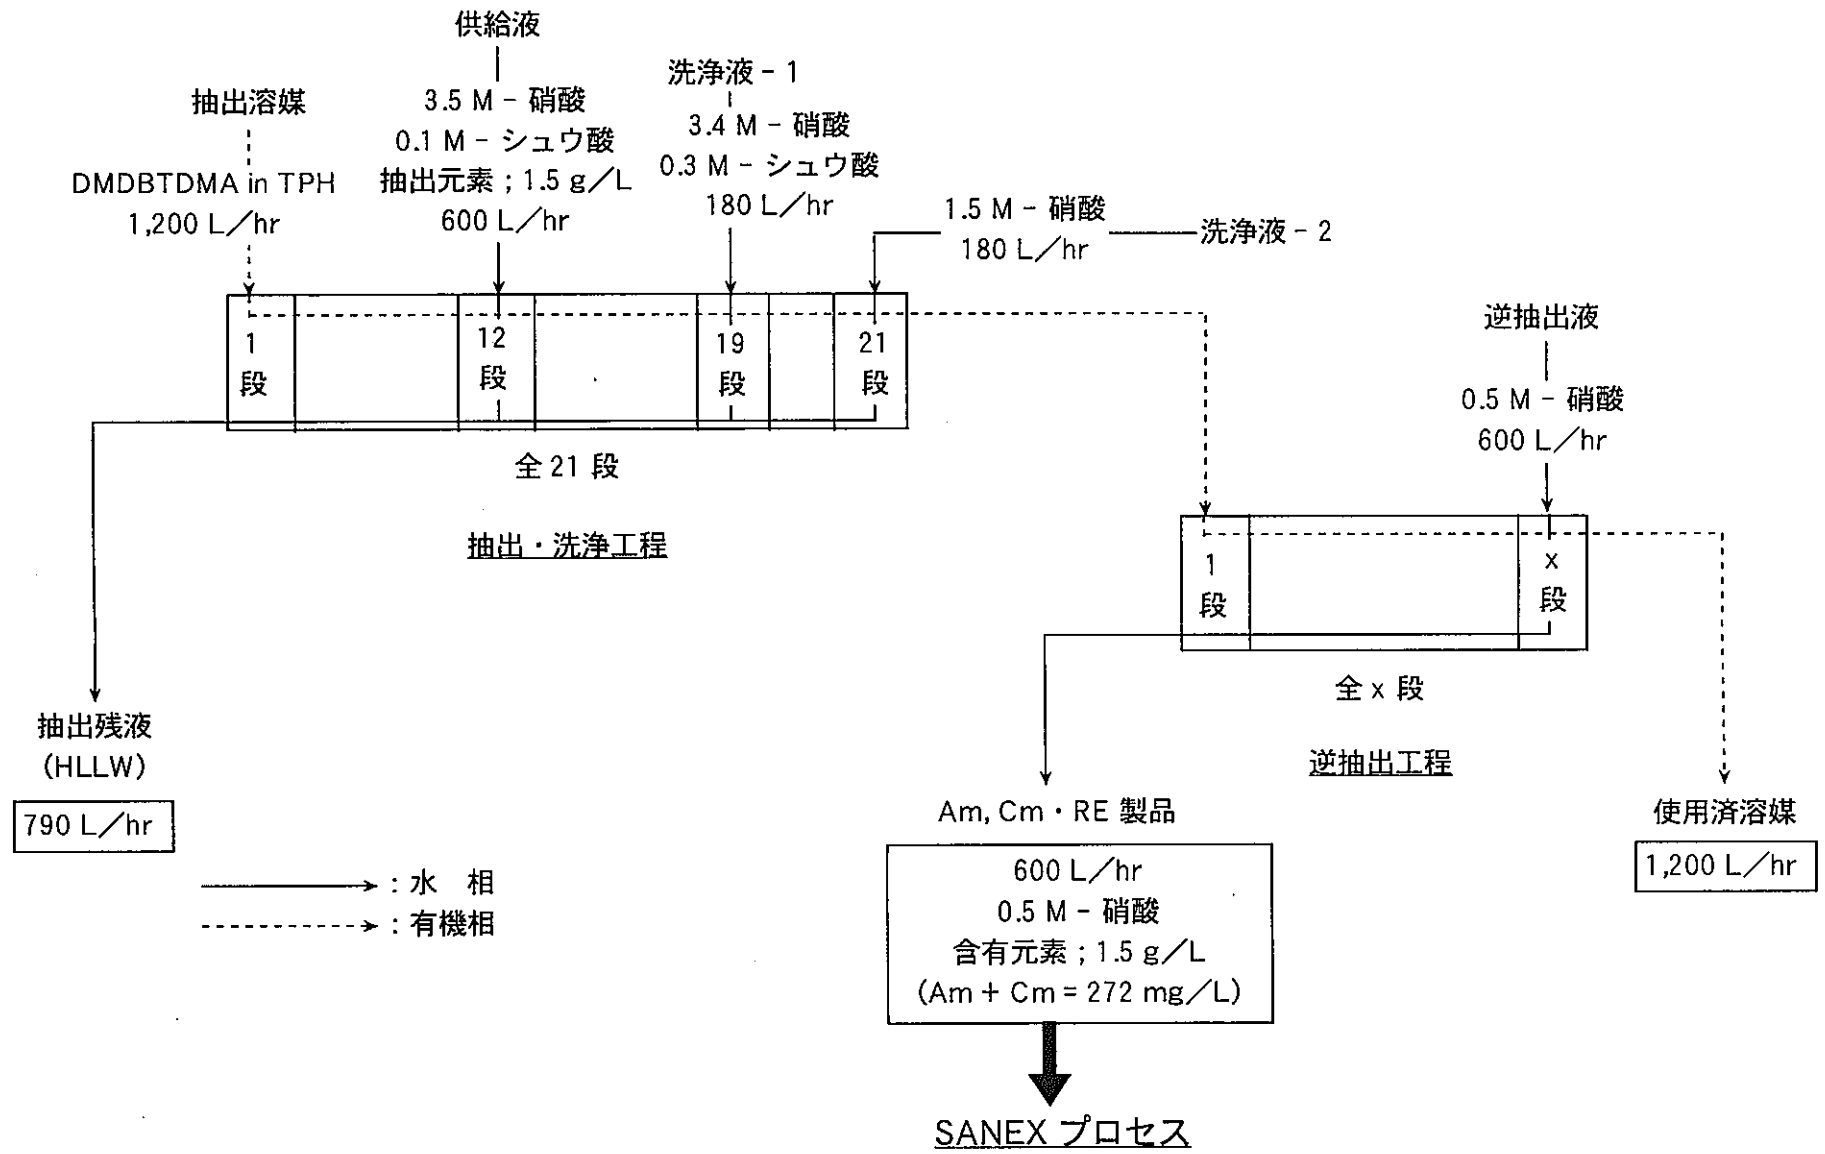 供給液
3.5 M - 硝酸
0.1 M - シュウ酸
抽出元素 ; 1.5 g/L
600 L/hr
洗浄液 - 1
3.4 M - 硝酸
0.3 M - シュウ酸
180 L/hr
抽出溶媒
DMDBTDMA in TPH
1,200 L/hr
1.5 M - 硝酸
180 L/hr
洗浄液 - 2
1
段
12
段
19
段
21
段
全 21 段
抽出・洗浄工程
逆抽出液
0.5 M - 硝酸
600 L/hr
1
段
x
段
全 x 段
逆抽出工程
抽出残液
(HLLW)
790 L/hr
: 水 相
: 有機相
Am, Cm・RE 製品
600 L/hr
0.5 M - 硝酸
含有元素 ; 1.5 g/L
(Am + Cm = 272 mg/L)
使用済溶媒
1,200 L/hr
SANEX プロセス